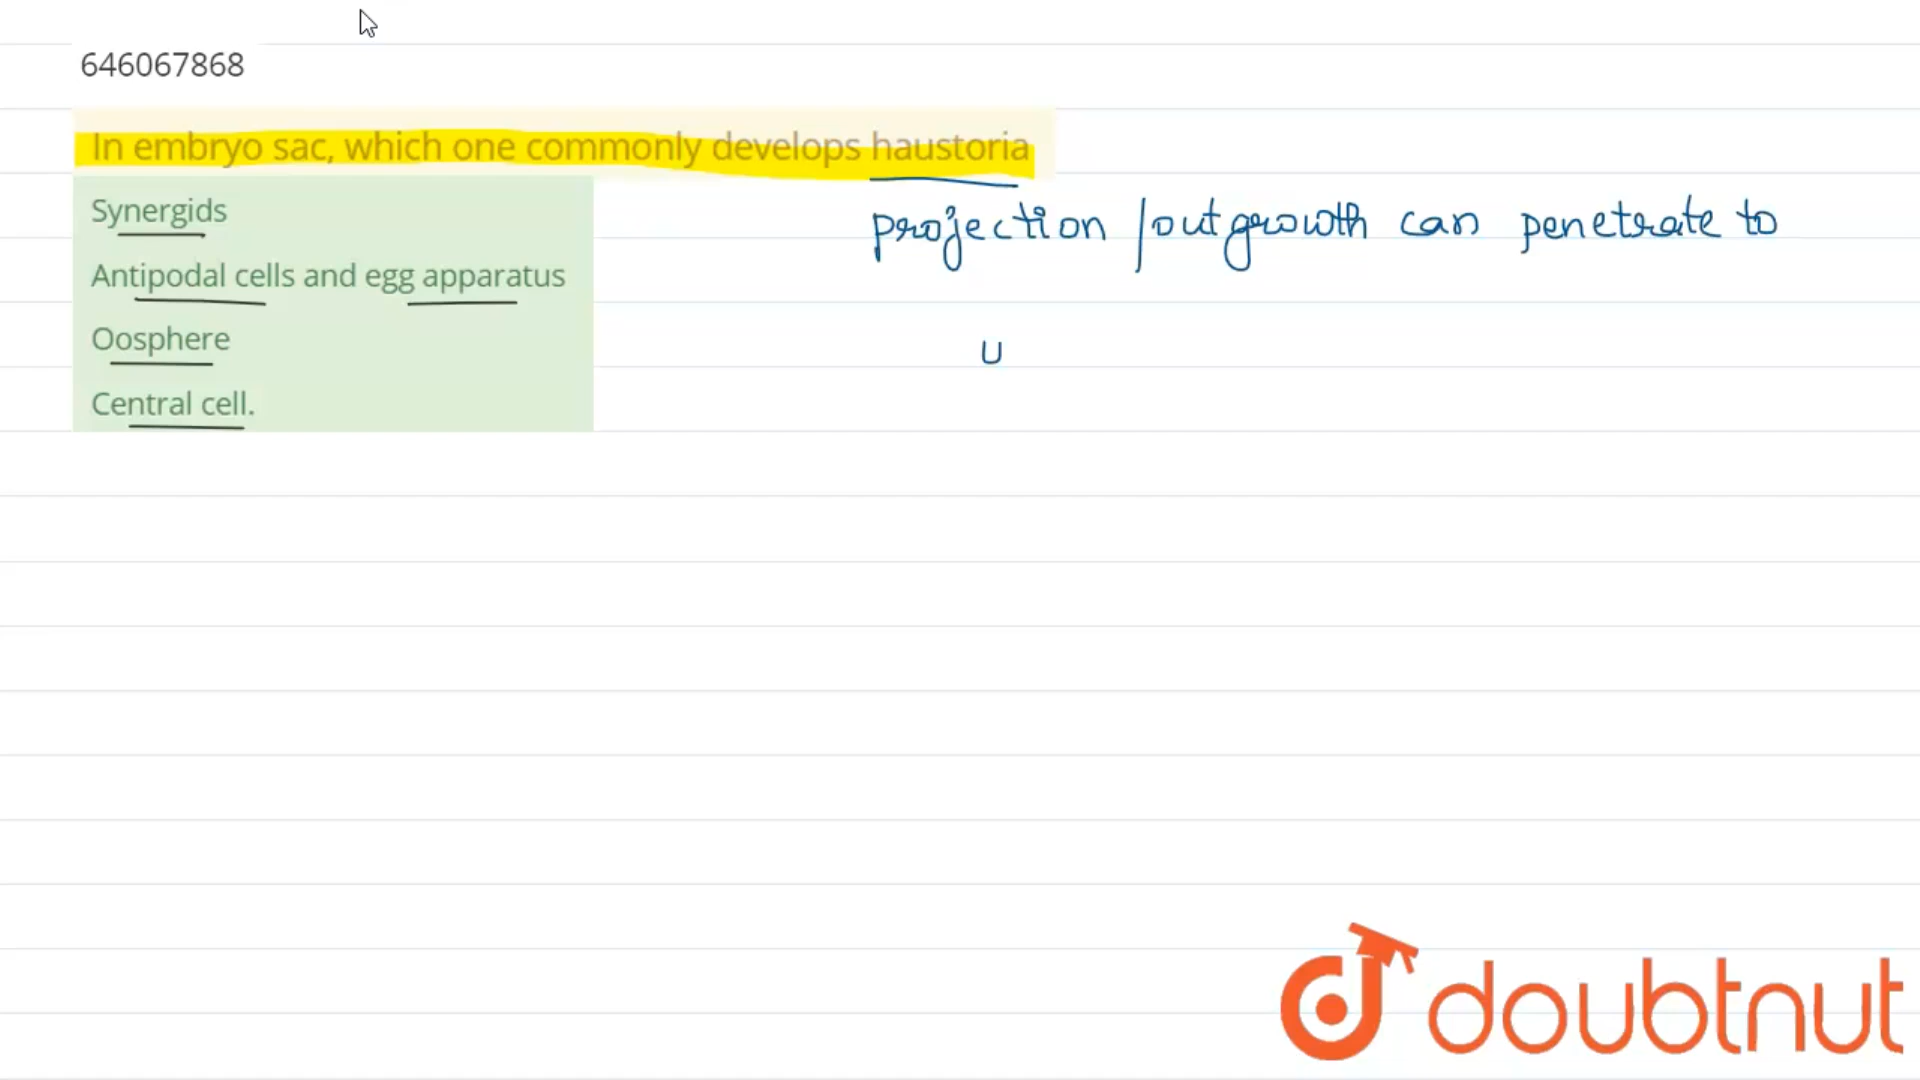 646067868
In embryo sac, which one commonly develops haustoria
Synergids
projection /outgrowth can penetrate to
Antipodal cells and egg apparatus
Oosphere
u
Central cell.
doubtnut